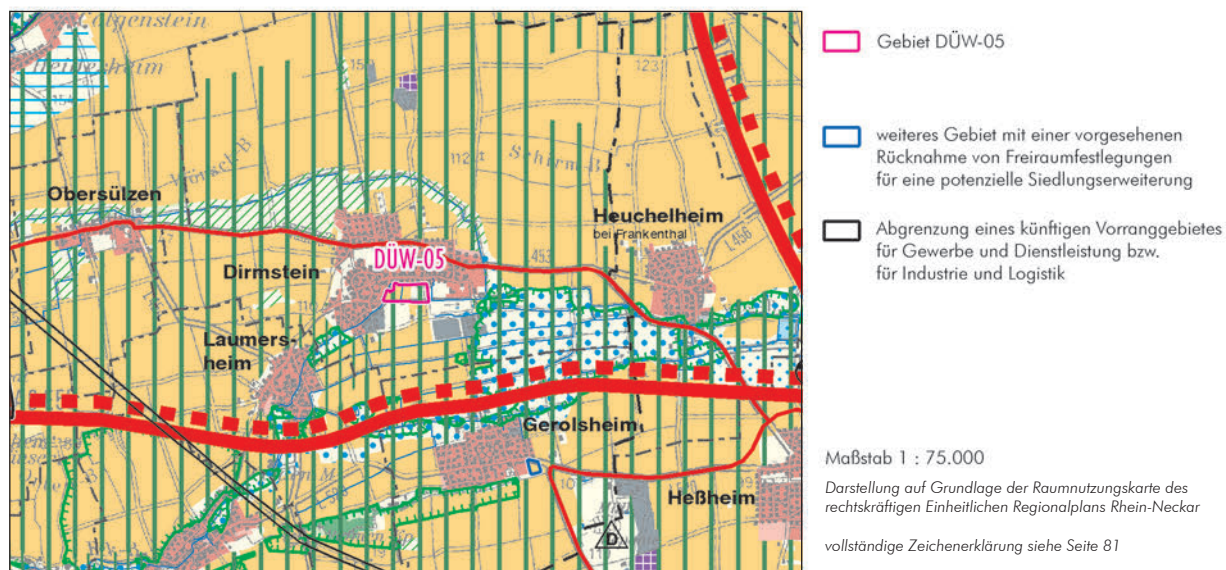 Obersülzen
Heuchelheim
bei Frankenthal
L456
453
DÜW-05
Dirmstein
Laumers-
heim
Gerolsheim
Heßheim
D
Gebiet DÜW-05
weiteres Gebiet mit einer vorgesehenen
Rücknahme von Freiraumfestlegungen
für eine potenzielle Siedlungserweiterung
Abgrenzung eines künftigen Vorranggebietes
für Gewerbe und Dienstleistung bzw.
für Industrie und Logistik
Maßstab 1 : 75.000
Darstellung auf Grundlage der Raumnutzungskarte des
rechtskräftigen Einheitlichen Regionalplans Rhein-Neckar
vollständige Zeichenerklärung siehe Seite 81